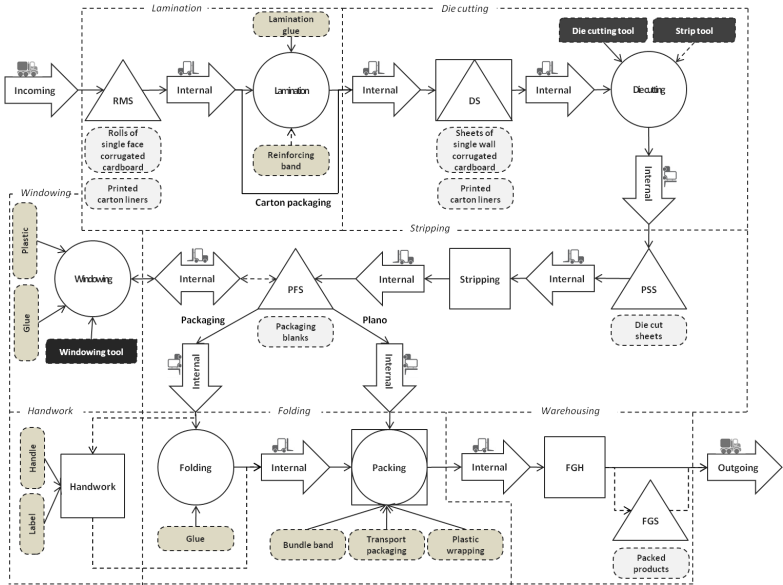 Lamination
Die cutting
Lamination
glue
Die cutting tool
Strip tool
Incoming
RMS
Internal
Lamination
Internal
DS
Internal
Die cutting
Rolls of
single face
corrugated
cardboard
Printed
carton liners
Reinforcing
band
Carton packaging
Sheets of
single wall
corrugated
cardboard
Printed
carton liners
Internal
Windowing
Stripping
Plastic
Glue
Windowing
Windowing tool
Internal
PFS
Packaging
blanks
Internal
Stripping
Internal
PSS
Die cut
sheets
Packaging
Plano
Internal
Internal
Handwork
Folding
Warehousing
Handle
Label
Handwork
Folding
Glue
Internal
Packing
Bundle band
Transport
packaging
Plastic
wrapping
Internal
FGH
FGS
Packed
products
Outgoing